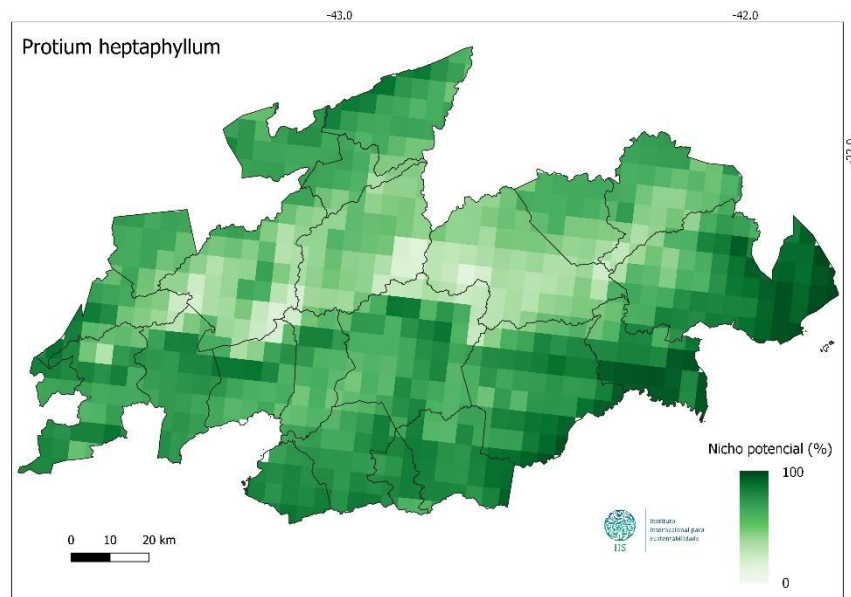 -43.0
-42.0
Protium heptaphyllum
Nicho potencial (%)
100
0
0 10 20 km
IIS
Instituto
Internacional para
Sustentabilidade